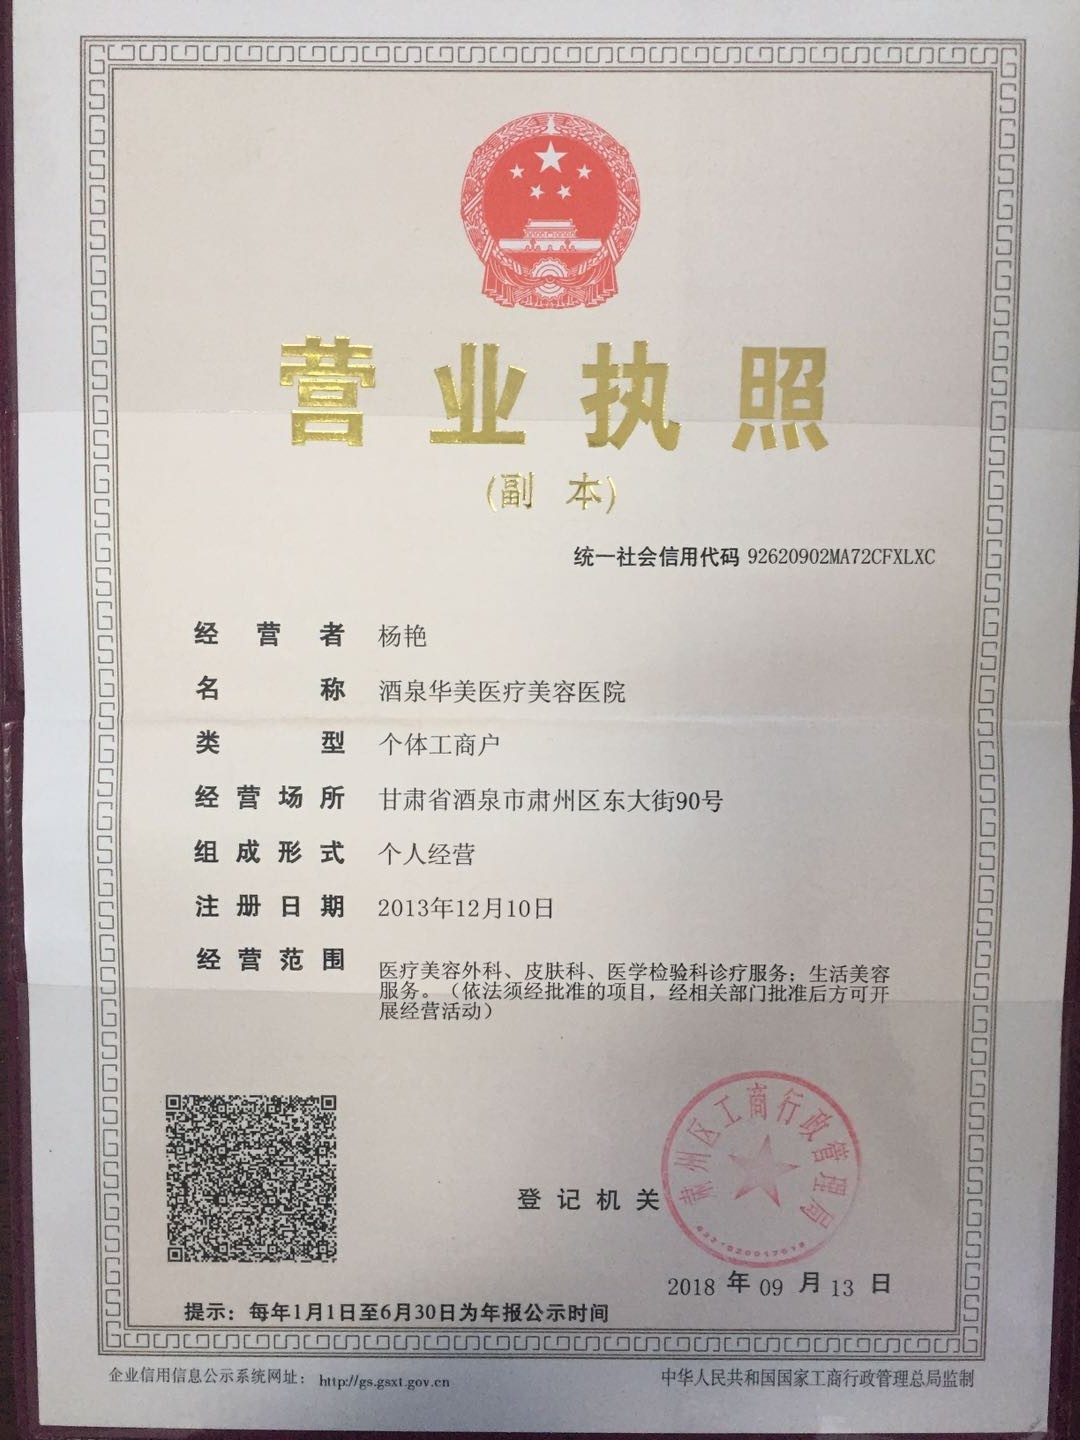 营业执照
(副本)
统一社会信用代码 92620902MA72CFXLXC
经营者 杨艳
名称 酒泉华美医疗美容医院
类型 个体工商户
经营场所 甘肃省酒泉市肃州区东大街90号
组成形式 个人经营
注册日期 2013年12月10日
经营范围 医疗美容外科、皮肤科、医学检验科诊疗服务；生活美容
服务。（依法须经批准的项目，经相关部门批准后方可开
展经营活动）
肃州区工商行政管理局
登记机关
2018 年 09 月 13 日
提示：每年1月1日至6月30日为年报公示时间
企业信用信息公示系统网址： http://gs.gsxt.gov.cn
中华人民共和国国家工商行政管理总局监制